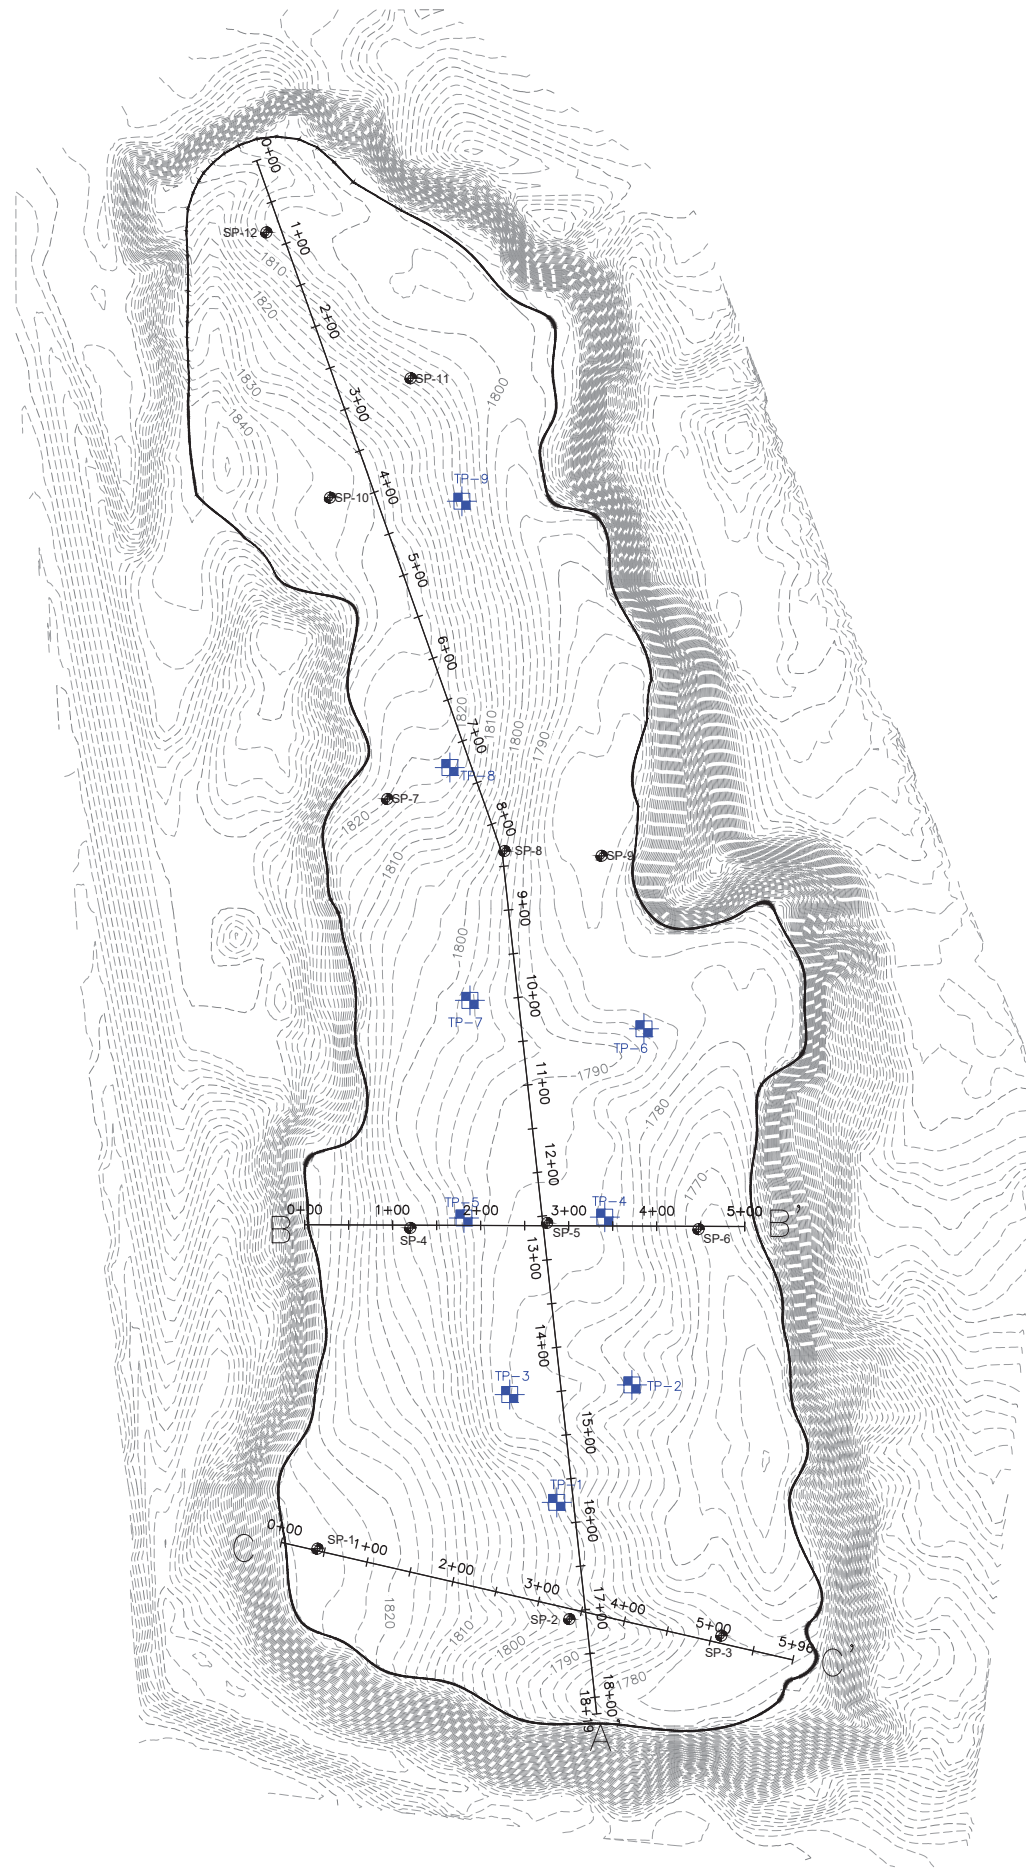 0+00
SP-12
1+00
1810
1820
2+00
SP-11
1800
1830
3+00
1840
4+00
TP-9
SP-10
5+00
6+00
1820
1810
1800
1790
7+00
TP-8
SP-7
1820
8+00
SP-8
SP-9
1810
9+00
1800
10+00
TP-7
TP-6
11+00
1790
1780
12+00
1770
TP-5
TP-4
B
0+00
1+00
2+00
3+00
4+00
5+00
B'
SP-4
SP-5
SP-6
13+00
14+00
TP-3
TP-2
15+00
TP-1
16+00
C
0+00
SP-1
1+00
2+00
3+00
4+00
5+00
5+96
C'
17+00
SP-2
SP-3
1820
1810
1800
1790
1780
18+00
18+19
A'